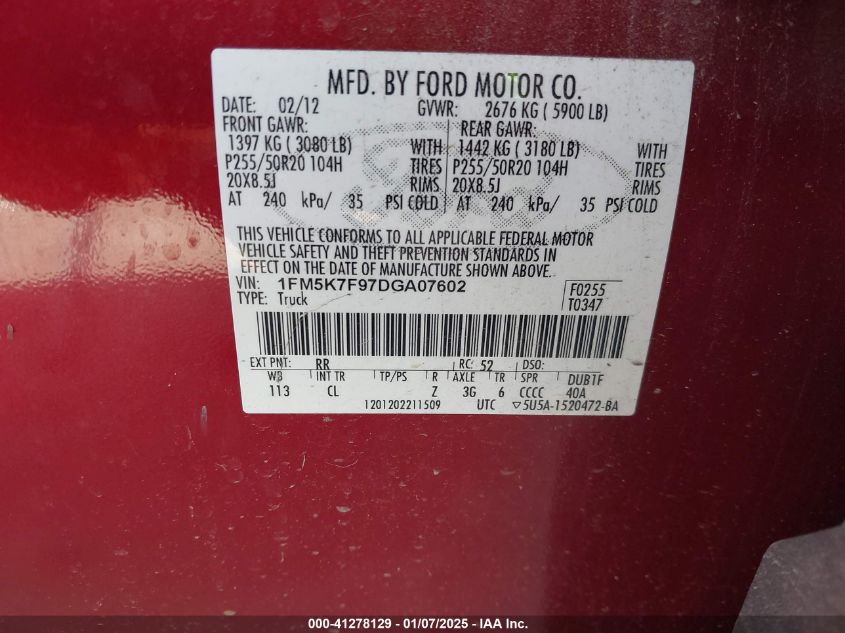 MFD. BY FORD MOTOR CO.
DATE: 02/12 GVWR: 2676 KG ( 5900 LB)
FRONT GAWR: REAR GAWR:
1397 KG ( 3080 LB) WITH 1442 KG ( 3180 LB) WITH
P255/50R20 104H TIRES P255/50R20 104H TIRES
20X8.5J RIMS 20X8.5J RIMS
AT 240 kPa/ 35 PSI COLD AT 240 kPa/ 35 PSI COLD
THIS VEHICLE CONFORMS TO ALL APPLICABLE FEDERAL MOTOR
VEHICLE SAFETY AND THEFT PREVENTION STANDARDS IN
EFFECT ON THE DATE OF MANUFACTURE SHOWN ABOVE.
VIN: 1FM5K7F97DGA07602 F0255
TYPE: Truck T0347
EXT PNT: RR RC: 52 DSO:
WB INT TR TP/PS R AXLE TR SPR DUB1F
113 CL Z 3G 6 CCCC 40A
1201202211509 UTC ▽5U5A-1520472-BA
000-41278129 - 01/07/2025 - IAA Inc.